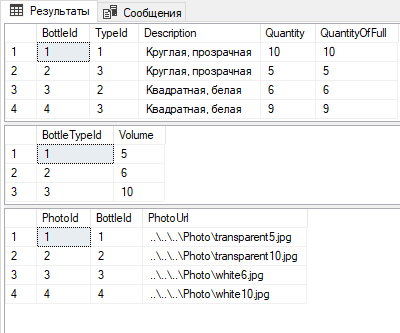 Результаты Сообщения
BottleId TypeId Description Quantity QuantityOfFull
1 1 1 Круглая, прозрачная 10 10
2 2 3 Круглая, прозрачная 5 5
3 3 2 Квадратная, белая 6 6
4 4 3 Квадратная, белая 9 9
BottleTypeId Volume
1 1 5
2 2 6
3 3 10
PhotoId BottleId PhotoUrl
1 1 1 ..\..\..\Photo\transparent5.jpg
2 2 2 ..\..\..\Photo\transparent10.jpg
3 3 3 ..\..\..\Photo\white6.jpg
4 4 4 ..\..\..\Photo\white10.jpg